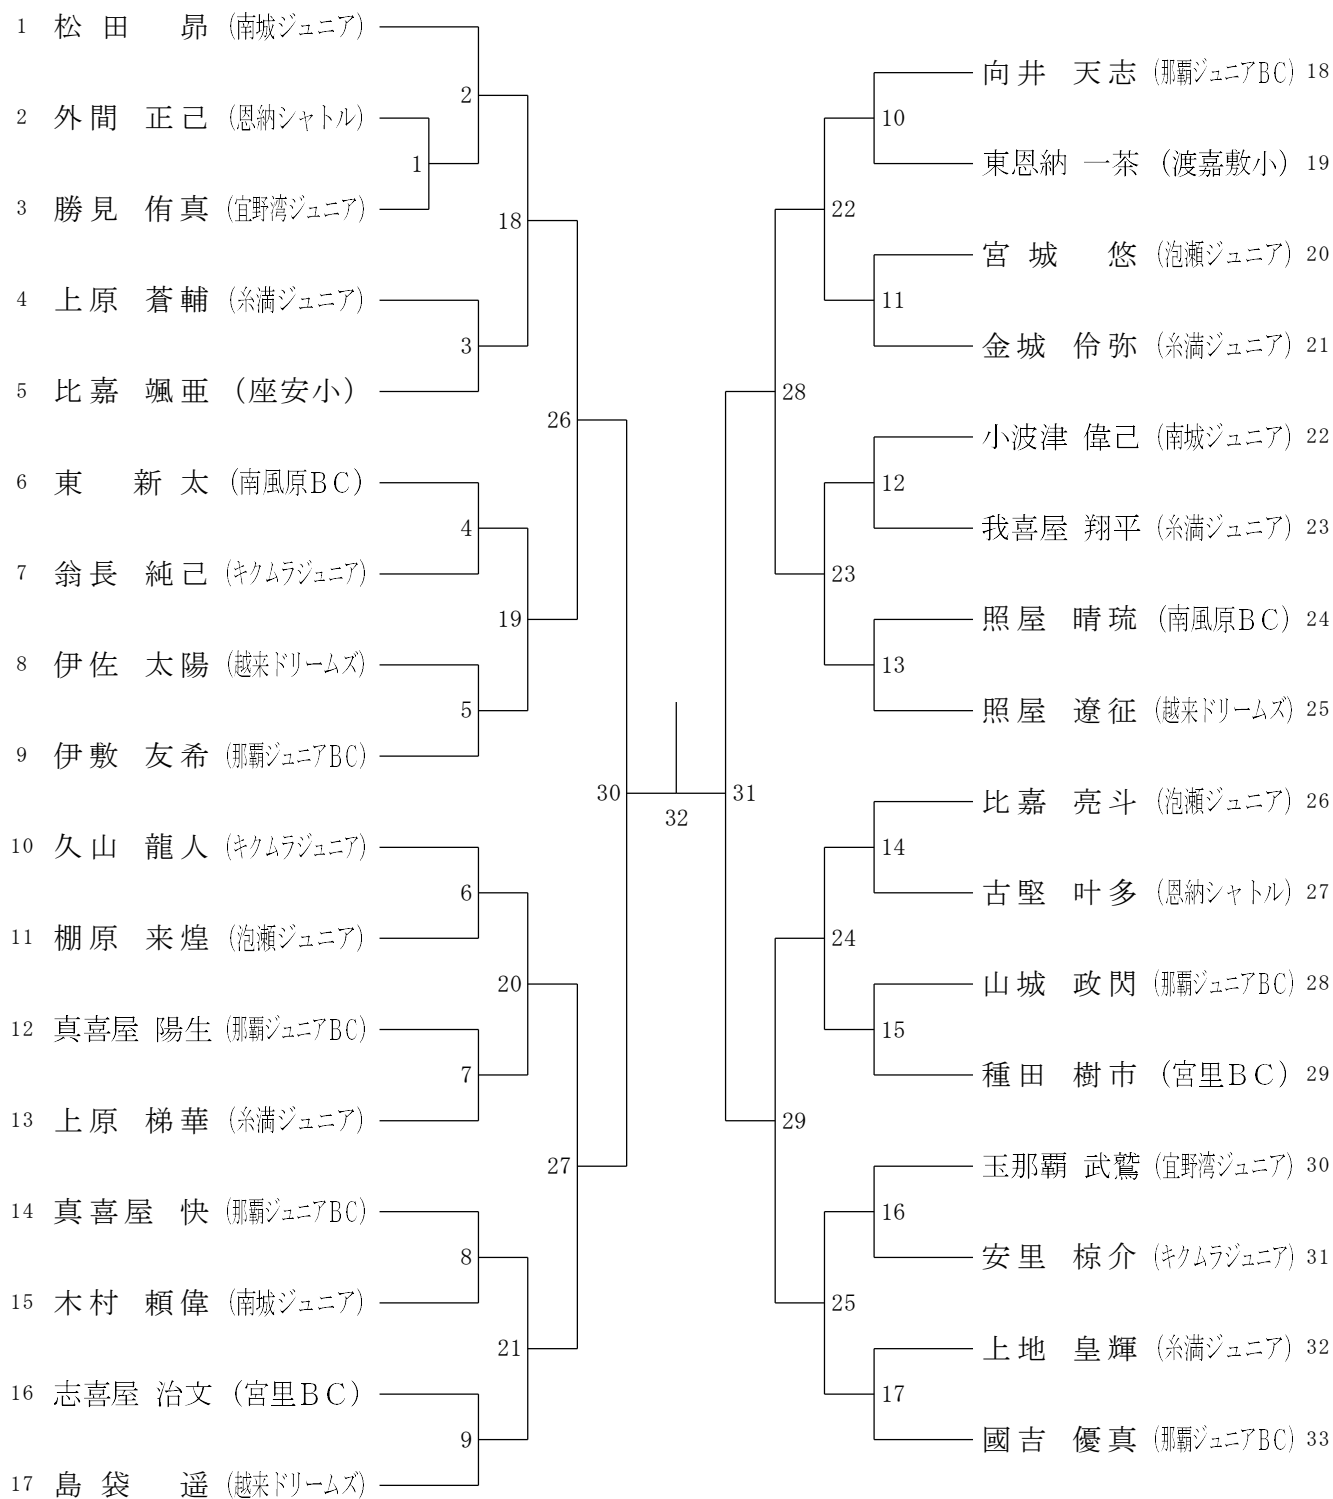 1 松田 昴 (南城ジュニア)
2 外間 正己 (恩納シャトル)
3 勝見 侑真 (宜野湾ジュニア)
4 上原 蒼輔 (糸満ジュニア)
5 比嘉 颯亜 (座安小)
6 東 新太 (南風原BC)
7 翁長 純己 (キクムラジュニア)
8 伊佐 太陽 (越来ドリームズ)
9 伊敷 友希 (那覇ジュニアBC)
10 久山 龍人 (キクムラジュニア)
11 棚原 来煌 (泡瀬ジュニア)
12 真喜屋 陽生 (那覇ジュニアBC)
13 上原 梯華 (糸満ジュニア)
14 真喜屋 快 (那覇ジュニアBC)
15 木村 頼偉 (南城ジュニア)
16 志喜屋 治文 (宮里BC)
17 島袋 遥 (越来ドリームズ)
1
2
3
4
5
6
7
8
9
18
19
20
21
26
27
30
32
31
28
29
22
23
24
25
10
11
12
13
14
15
16
17
向井 天志 (那覇ジュニアBC) 18
東恩納 一茶 (渡嘉敷小) 19
宮城 悠 (泡瀬ジュニア) 20
金城 伶弥 (糸満ジュニア) 21
小波津 偉己 (南城ジュニア) 22
我喜屋 翔平 (糸満ジュニア) 23
照屋 晴琉 (南風原BC) 24
照屋 遼征 (越来ドリームズ) 25
比嘉 亮斗 (泡瀬ジュニア) 26
古堅 叶多 (恩納シャトル) 27
山城 政閃 (那覇ジュニアBC) 28
種田 樹市 (宮里BC) 29
玉那覇 武鷲 (宜野湾ジュニア) 30
安里 椋介 (キクムラジュニア) 31
上地 皇輝 (糸満ジュニア) 32
國吉 優真 (那覇ジュニアBC) 33